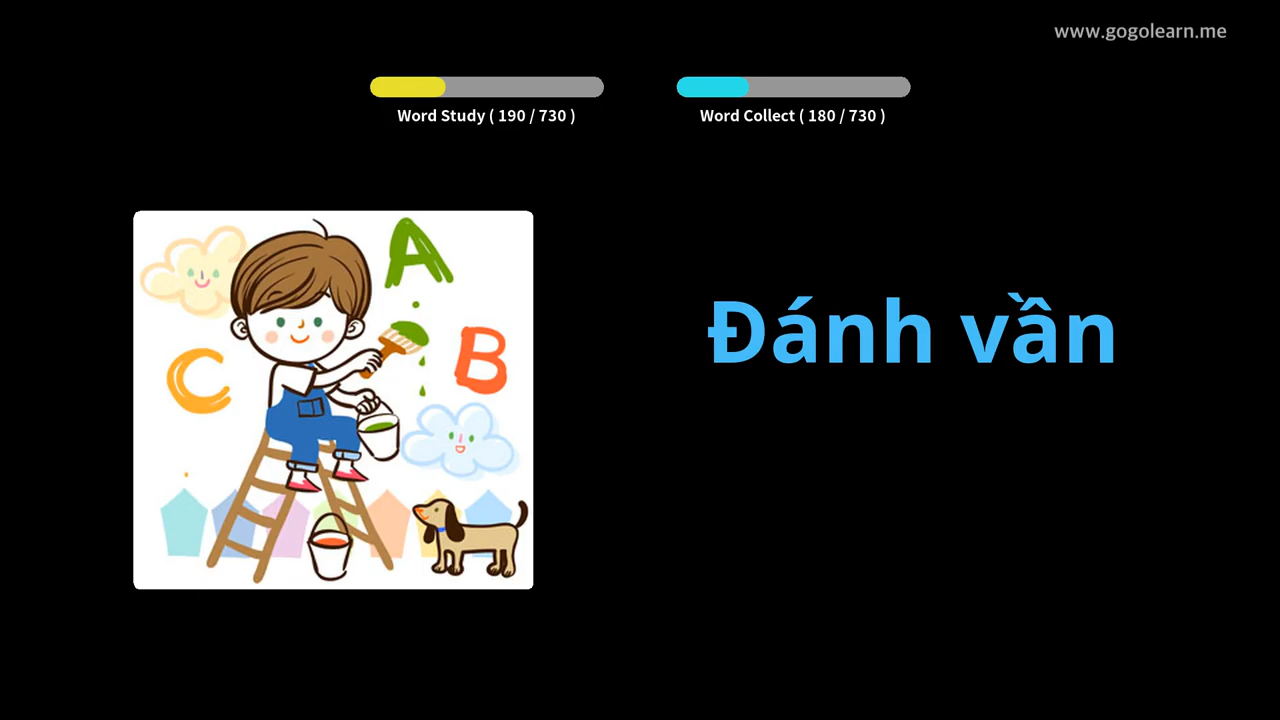 www.gogolearn.me
Word Study ( 190 / 730 )
Word Collect ( 180 / 730 )
A
B
C
Đánh vần